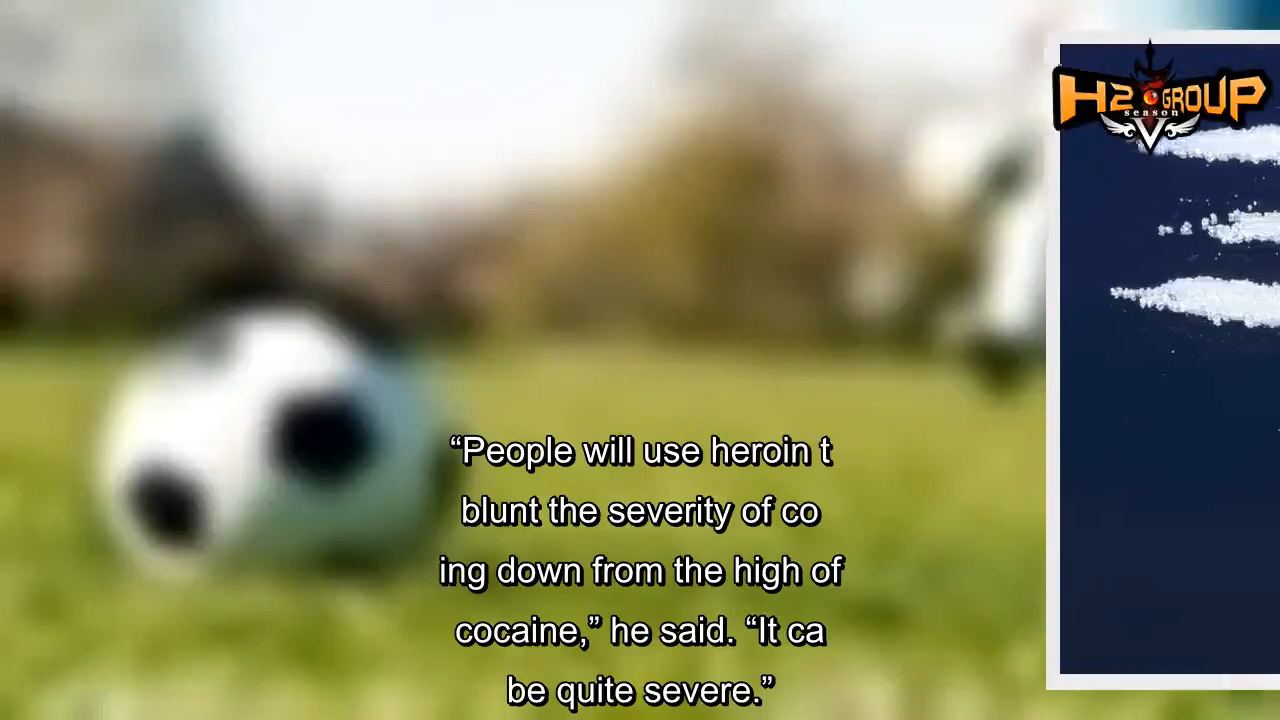 H2 GROUP
season
V
“People will use heroin t
blunt the severity of co
ing down from the high of
cocaine,” he said. “It ca
be quite severe.”